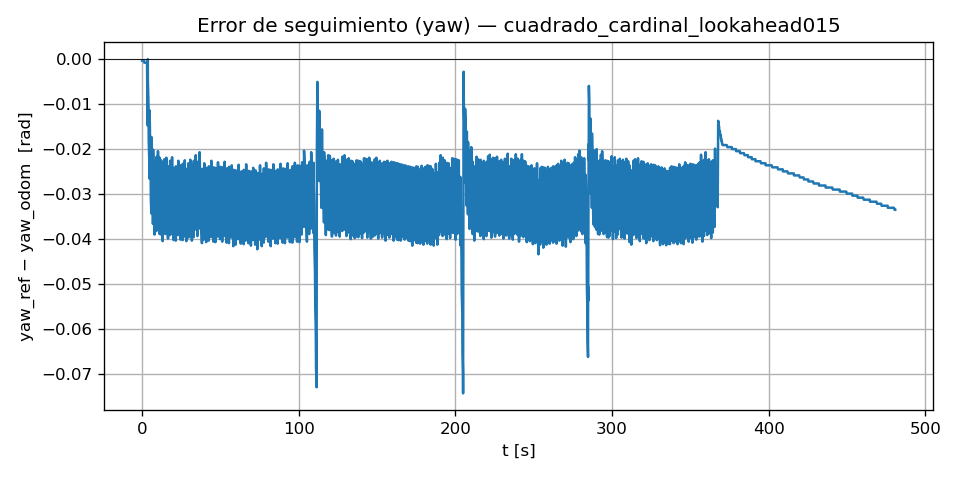 Error de seguimiento (yaw) — cuadrado_cardinal_lookahead015
yaw_ref − yaw_odom [rad]
0.00
−0.01
−0.02
−0.03
−0.04
−0.05
−0.06
−0.07
0 100 200 300 400 500
t [s]